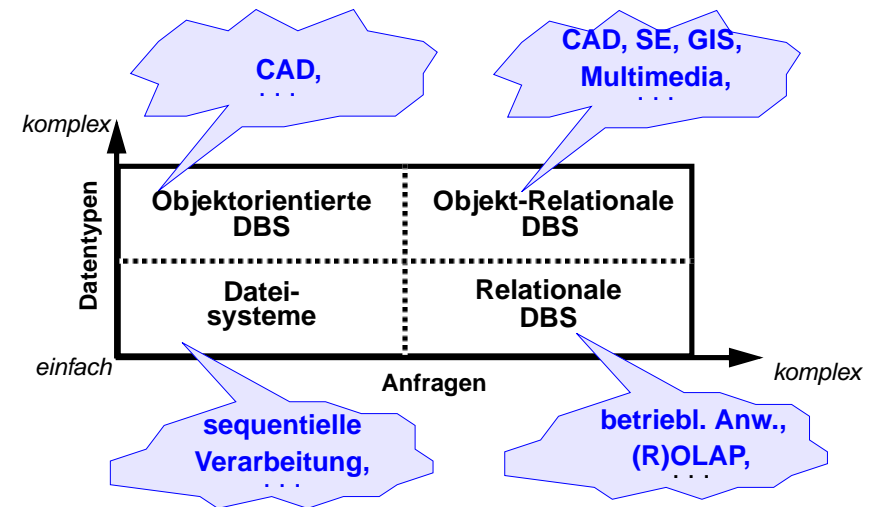 CAD,
. . .
CAD, SE, GIS,
Multimedia,
. . .
komplex
Datentypen
Objektorientierte
DBS
Objekt-Relationale
DBS
Datei-
systeme
Relationale
DBS
einfach
Anfragen
komplex
sequentielle
Verarbeitung,
. . .
betriebl. Anw.,
(R)OLAP,
. . .